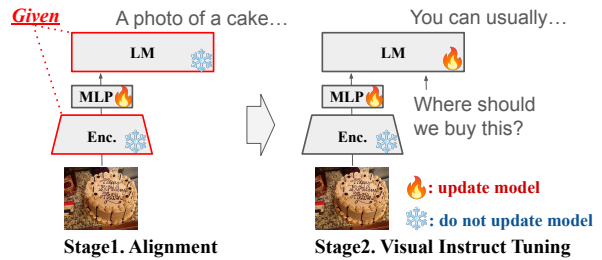 Given
A photo of a cake…
You can usually…
LM
LM
MLP
MLP
Where should
we buy this?
Enc.
Enc.
: update model
: do not update model
Stage1. Alignment
Stage2. Visual Instruct Tuning